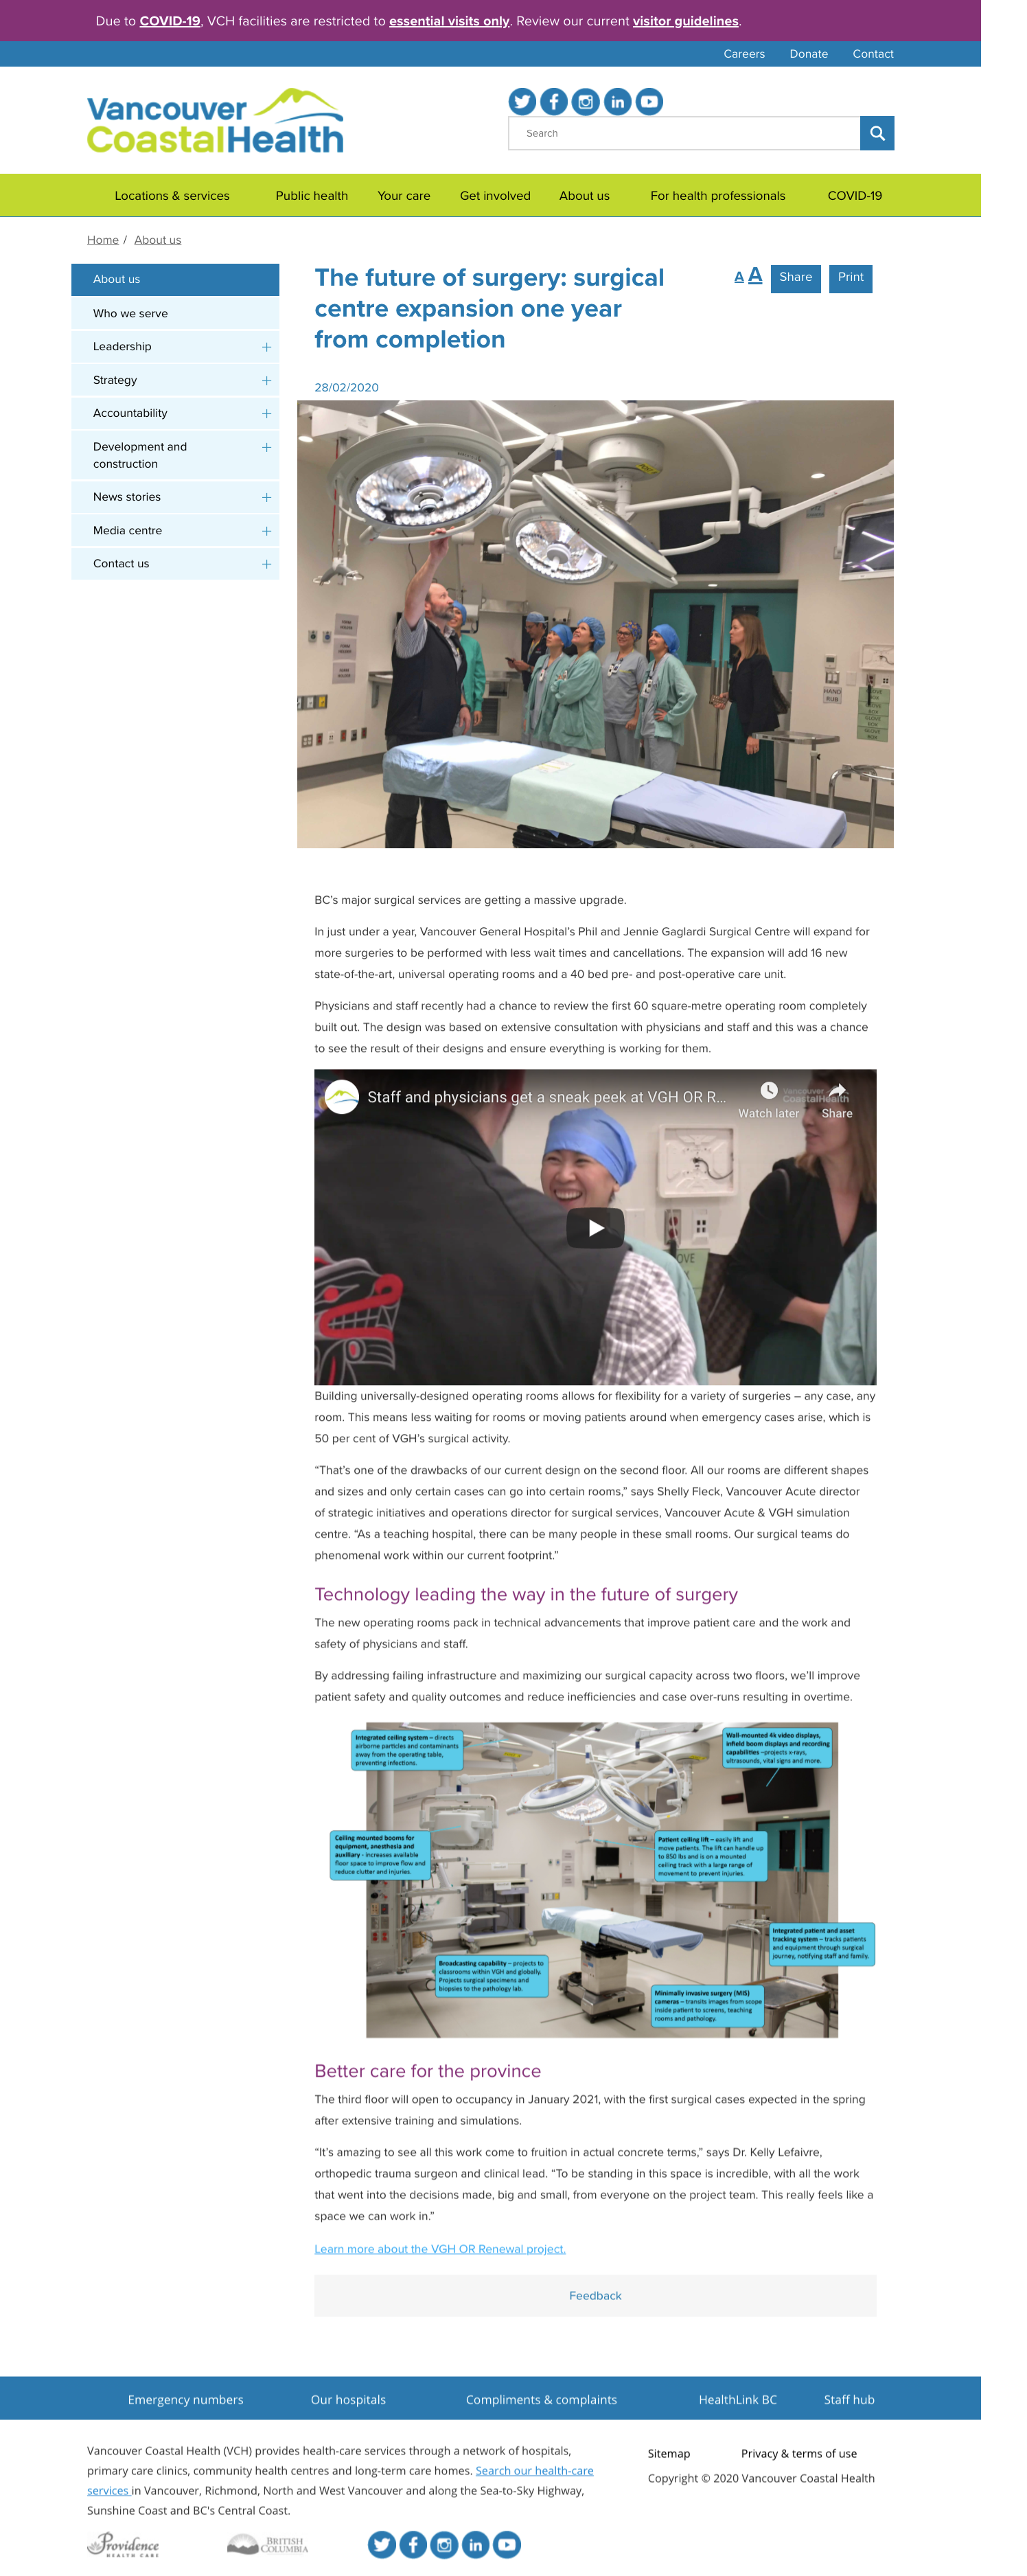 Due to COVID-19, VCH facilities are restricted to essential visits only. Review our current visitor guidelines.
Careers Donate Contact
Vancouver
CoastalHealth
Search
Locations & services Public health Your care Get involved About us For health professionals COVID-19
Home / About us
About us
Who we serve
Leadership
Strategy
Accountability
Development and
construction
News stories
Media centre
Contact us
The future of surgery: surgical
centre expansion one year
from completion
A A Share Print
28/02/2020
HAND
RUB
GLOVE
BOX
GLOVE
BOX
BC's major surgical services are getting a massive upgrade.
In just under a year, Vancouver General Hospital's Phil and Jennie Gaglardi Surgical Centre will expand for
more surgeries to be performed with less wait times and cancellations. The expansion will add 16 new
state-of-the-art, universal operating rooms and a 40 bed pre- and post-operative care unit.
Physicians and staff recently had a chance to review the first 60 square-metre operating room completely
built out. The design was based on extensive consultation with physicians and staff and this was a chance
to see the result of their designs and ensure everything is working for them.
Staff and physicians get a sneak peek at VGH OR R...
Vancouver
CoastalHealth
Watch later Share
Building universally-designed operating rooms allows for flexibility for a variety of surgeries – any case, any
room. This means less waiting for rooms or moving patients around when emergency cases arise, which is
50 per cent of VGH's surgical activity.
“That's one of the drawbacks of our current design on the second floor. All our rooms are different shapes
and sizes and only certain cases can go into certain rooms,” says Shelly Fleck, Vancouver Acute director
of strategic initiatives and operations director for surgical services, Vancouver Acute & VGH simulation
centre. “As a teaching hospital, there can be many people in these small rooms. Our surgical teams do
phenomenal work within our current footprint.”
Technology leading the way in the future of surgery
The new operating rooms pack in technical advancements that improve patient care and the work and
safety of physicians and staff.
By addressing failing infrastructure and maximizing our surgical capacity across two floors, we'll improve
patient safety and quality outcomes and reduce inefficiencies and case over-runs resulting in overtime.
Integrated ceiling system – directs
airborne particles and contaminants
away from the operating table,
preventing infections.
Wall-mounted 4k video displays,
infield boom displays and recording
capabilities –projects x-rays,
ultrasounds, vital signs and more.
Ceiling mounted booms for
equipment, anesthesia and
auxiliary - increases available
floor space to improve flow and
reduce clutter and injuries.
Patient ceiling lift – easily lift and
move patients. The lift can handle up
to 850 lbs and is on a mounted
ceiling track with a large range of
movement to prevent injuries.
Integrated patient and asset
tracking system – tracks patients
and equipment through surgical
journey, notifying staff and family.
Broadcasting capability – projects to
classrooms within VGH and globally.
Projects surgical specimens and
biopsies to the pathology lab.
Minimally invasive surgery (MIS)
cameras – transits images from scope
inside patient to screens, teaching
rooms and pathology.
Better care for the province
The third floor will open to occupancy in January 2021, with the first surgical cases expected in the spring
after extensive training and simulations.
“It's amazing to see all this work come to fruition in actual concrete terms,” says Dr. Kelly Lefaivre,
orthopedic trauma surgeon and clinical lead. “To be standing in this space is incredible, with all the work
that went into the decisions made, big and small, from everyone on the project team. This really feels like a
space we can work in.”
Learn more about the VGH OR Renewal project.
Feedback
Emergency numbers Our hospitals Compliments & complaints HealthLink BC Staff hub
Vancouver Coastal Health (VCH) provides health-care services through a network of hospitals,
primary care clinics, community health centres and long-term care homes. Search our health-care
services in Vancouver, Richmond, North and West Vancouver and along the Sea-to-Sky Highway,
Sunshine Coast and BC's Central Coast.
Sitemap Privacy & terms of use
Copyright © 2020 Vancouver Coastal Health
Providence
HEALTH CARE
BRITISH
COLUMBIA